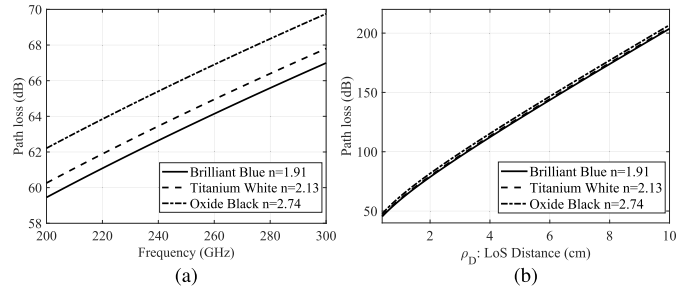 70
68
66
64
62
60
58
Path loss (dB)
Brilliant Blue n=1.91
Titanium White n=2.13
Oxide Black n=2.74
200 220 240 260 280 300
Frequency (GHz)
(a)
200
150
100
50
Path loss (dB)
Brilliant Blue n=1.91
Titanium White n=2.13
Oxide Black n=2.74
2 4 6 8 10
ρD: LoS Distance (cm)
(b)